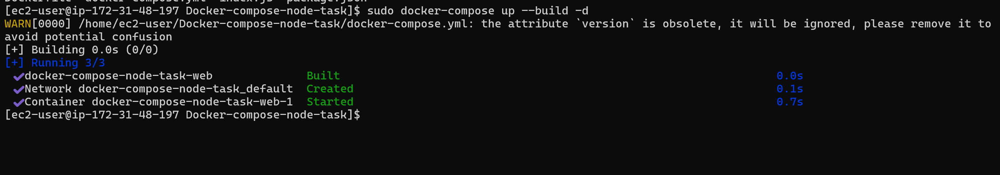 Dockerfile docker-compose.yml index.js package.json
[ec2-user@ip-172-31-48-197 Docker-compose-node-task]$ sudo docker-compose up --build -d
WARN[0000] /home/ec2-user/Docker-compose-node-task/docker-compose.yml: the attribute `version` is obsolete, it will be ignored, please remove it to
avoid potential confusion
[+] Building 0.0s (0/0)
[+] Running 3/3
✔docker-compose-node-task-web Built 0.0s
✔Network docker-compose-node-task_default Created 0.1s
✔Container docker-compose-node-task-web-1 Started 0.7s
[ec2-user@ip-172-31-48-197 Docker-compose-node-task]$